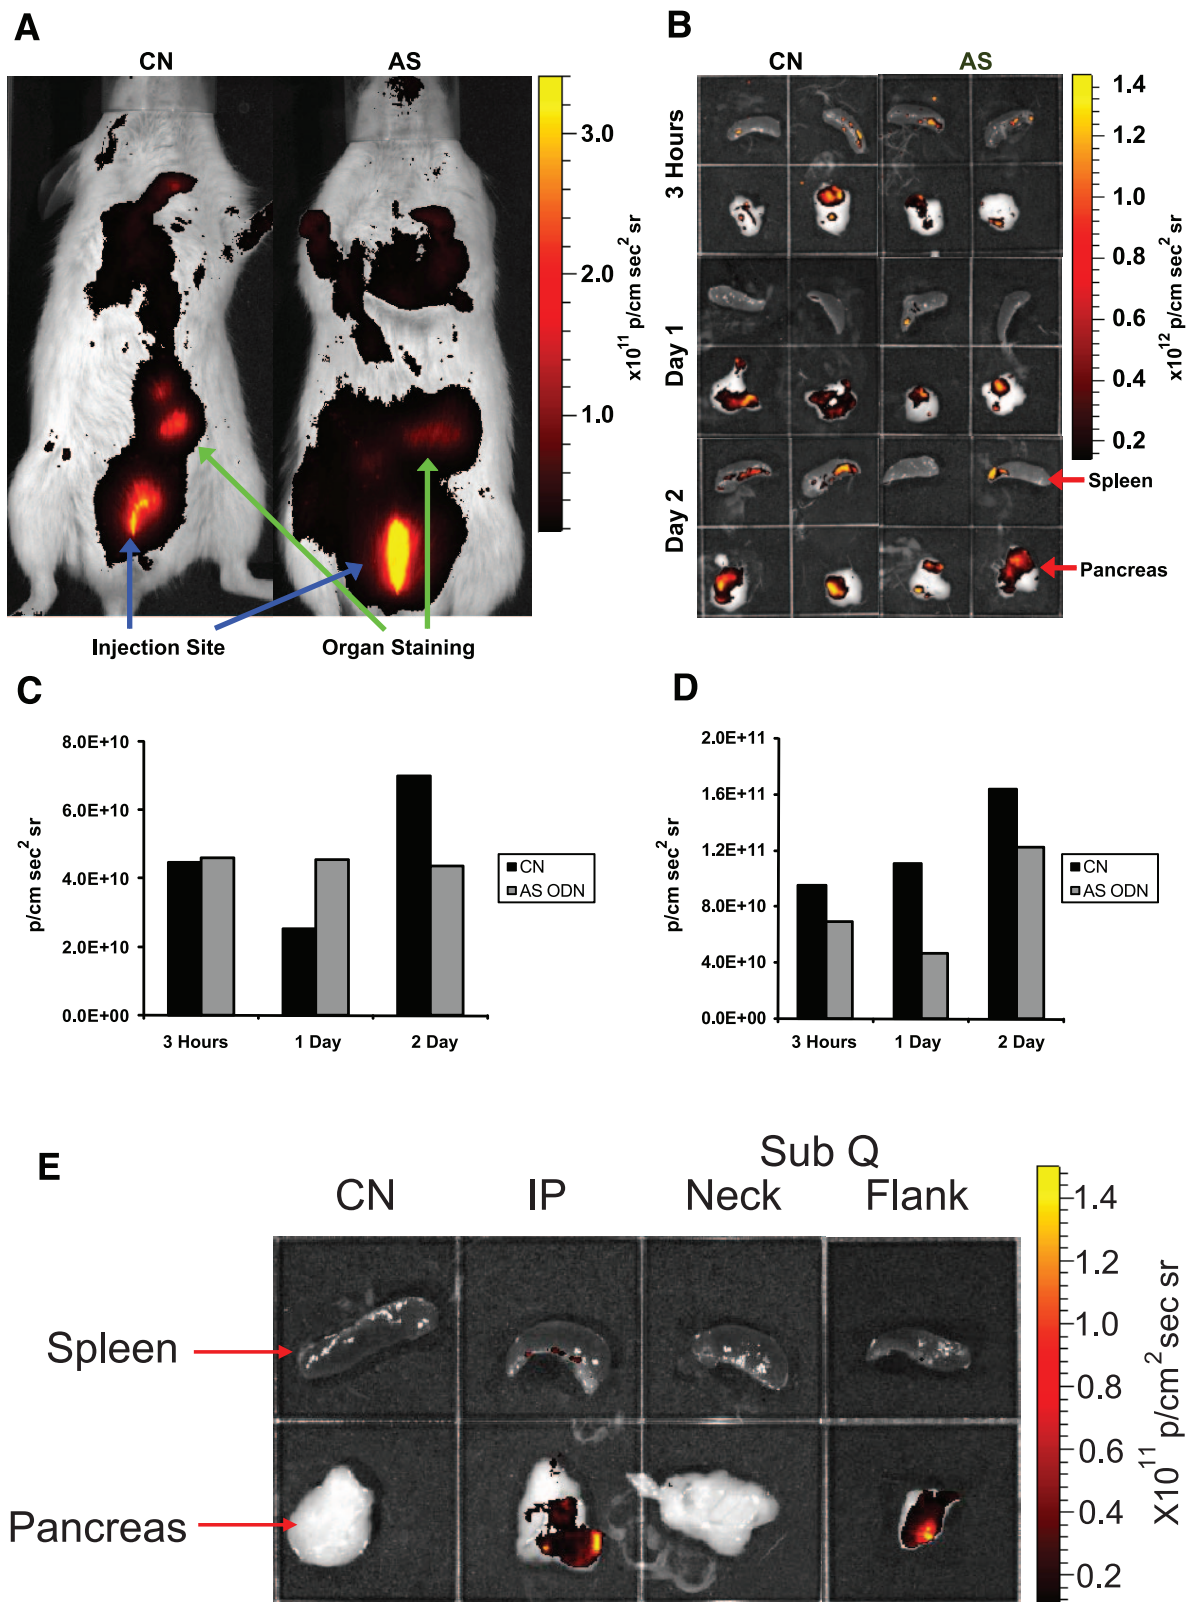 A
CN
AS
3.0
2.0
1.0
x10^11 p/cm sec^2 sr
Injection Site
Organ Staining
B
CN
AS
3 Hours
Day 1
Day 2
1.4
1.2
1.0
0.8
0.6
0.4
0.2
x10^12 p/cm sec^2 sr
Spleen
Pancreas
C
8.0E+10
6.0E+10
4.0E+10
2.0E+10
0.0E+00
p/cm sec^2 sr
3 Hours
1 Day
2 Day
CN
AS ODN
D
2.0E+11
1.6E+11
1.2E+11
8.0E+10
4.0E+10
0.0E+00
p/cm sec^2 sr
3 Hours
1 Day
2 Day
CN
AS ODN
E
Sub Q
CN
IP
Neck
Flank
Spleen
Pancreas
1.4
1.2
1.0
0.8
0.6
0.4
0.2
X10^11 p/cm^2 sec sr